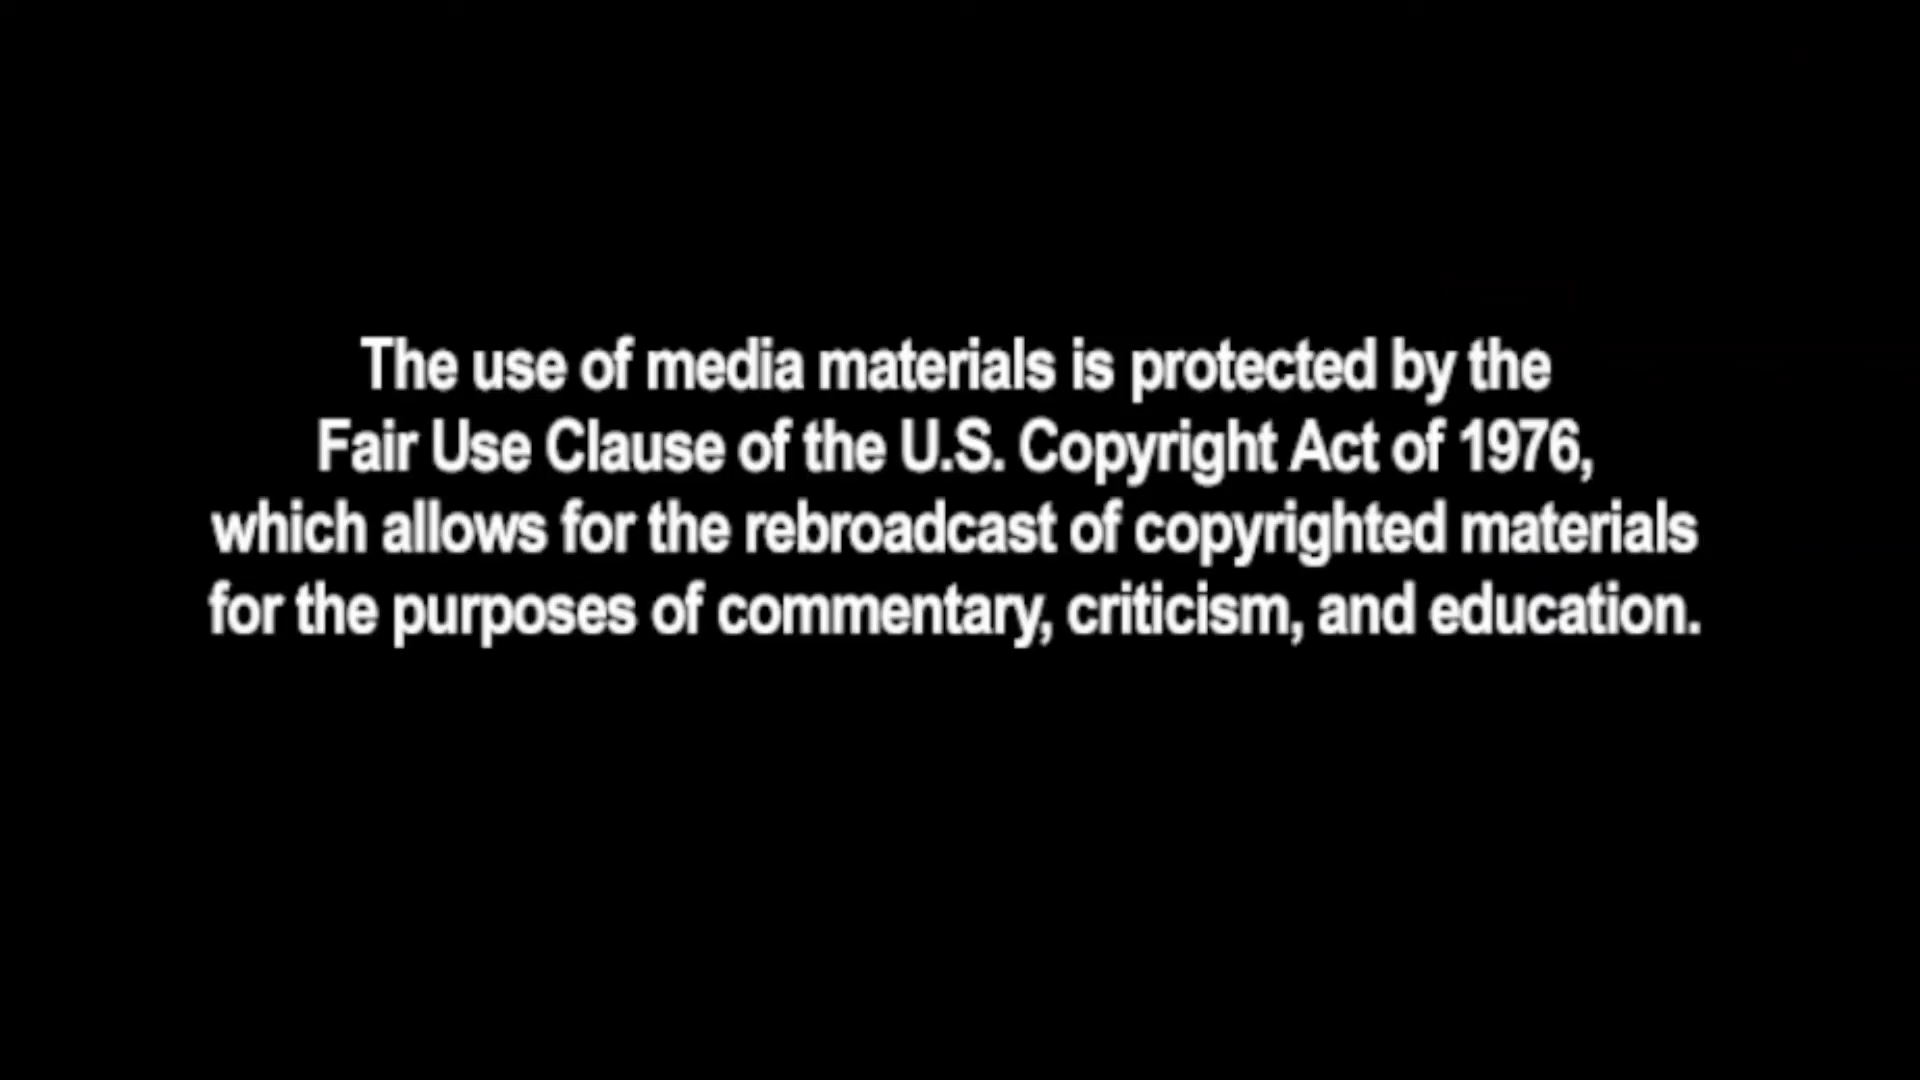 The use of media materials is protected by the
Fair Use Clause of the U.S. Copyright Act of 1976,
which allows for the rebroadcast of copyrighted materials
for the purposes of commentary, criticism, and education.